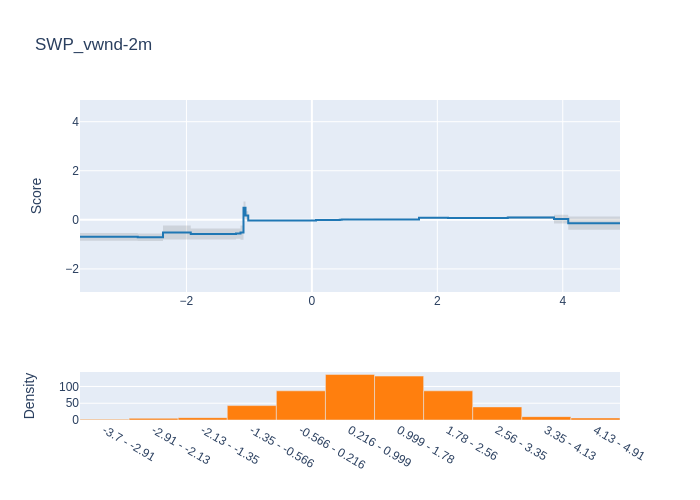 SWP_vwnd-2m
Score
4
2
0
−2
−2
0
2
4
Density
100
50
0
-3.7 - -2.91
-2.91 - -2.13
-2.13 - -1.35
-1.35 - -0.566
-0.566 - 0.216
0.216 - 0.999
0.999 - 1.78
1.78 - 2.56
2.56 - 3.35
3.35 - 4.13
4.13 - 4.91